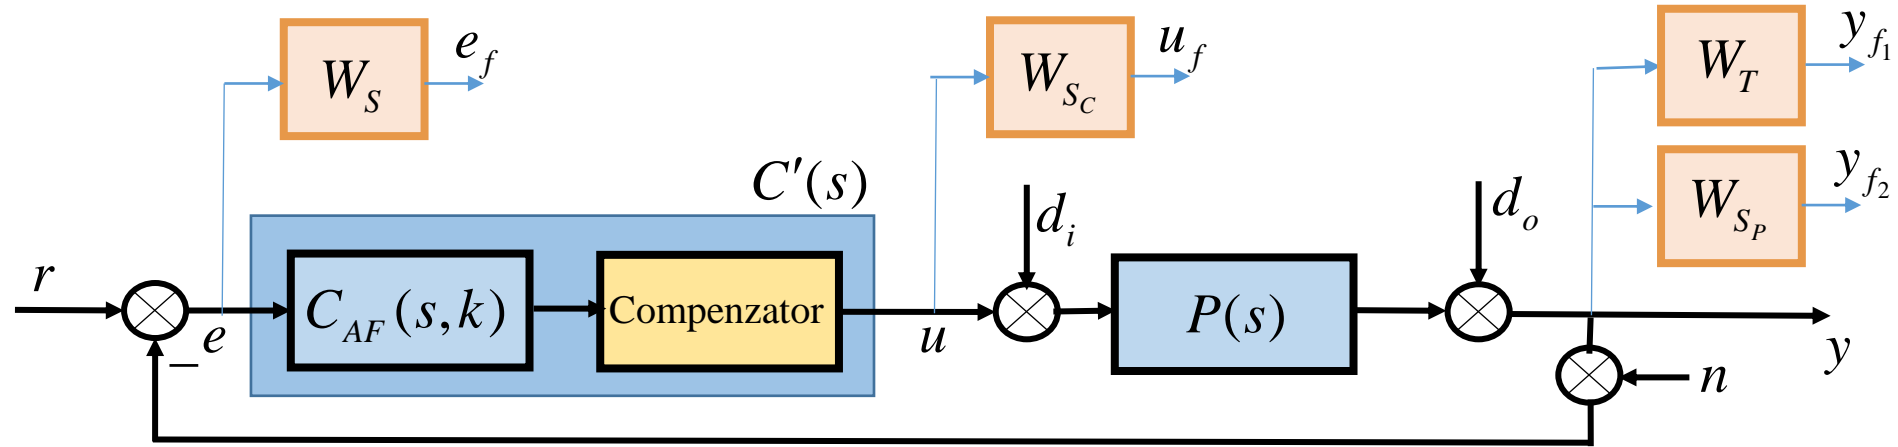 W_S
e_f
W_{S_C}
u_f
W_T
y_{f_1}
W_{S_P}
y_{f_2}
C′(s)
d_i
d_o
r
e
−
C_{AF}(s,k)
Compenzator
u
P(s)
y
n